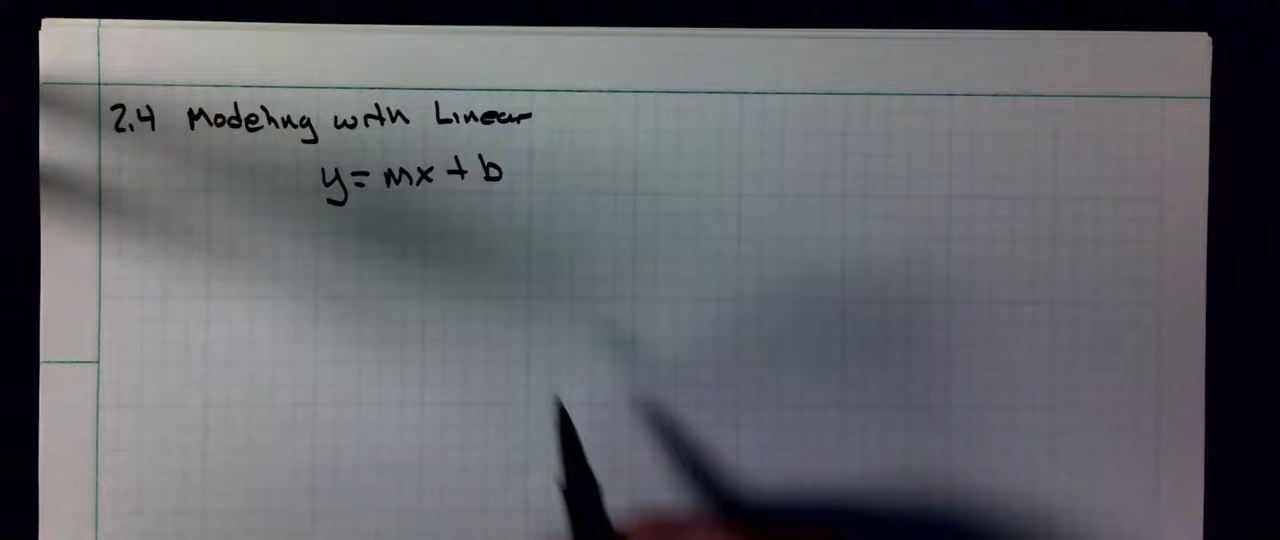 2.4 Modeling with Linear
y = mx + b